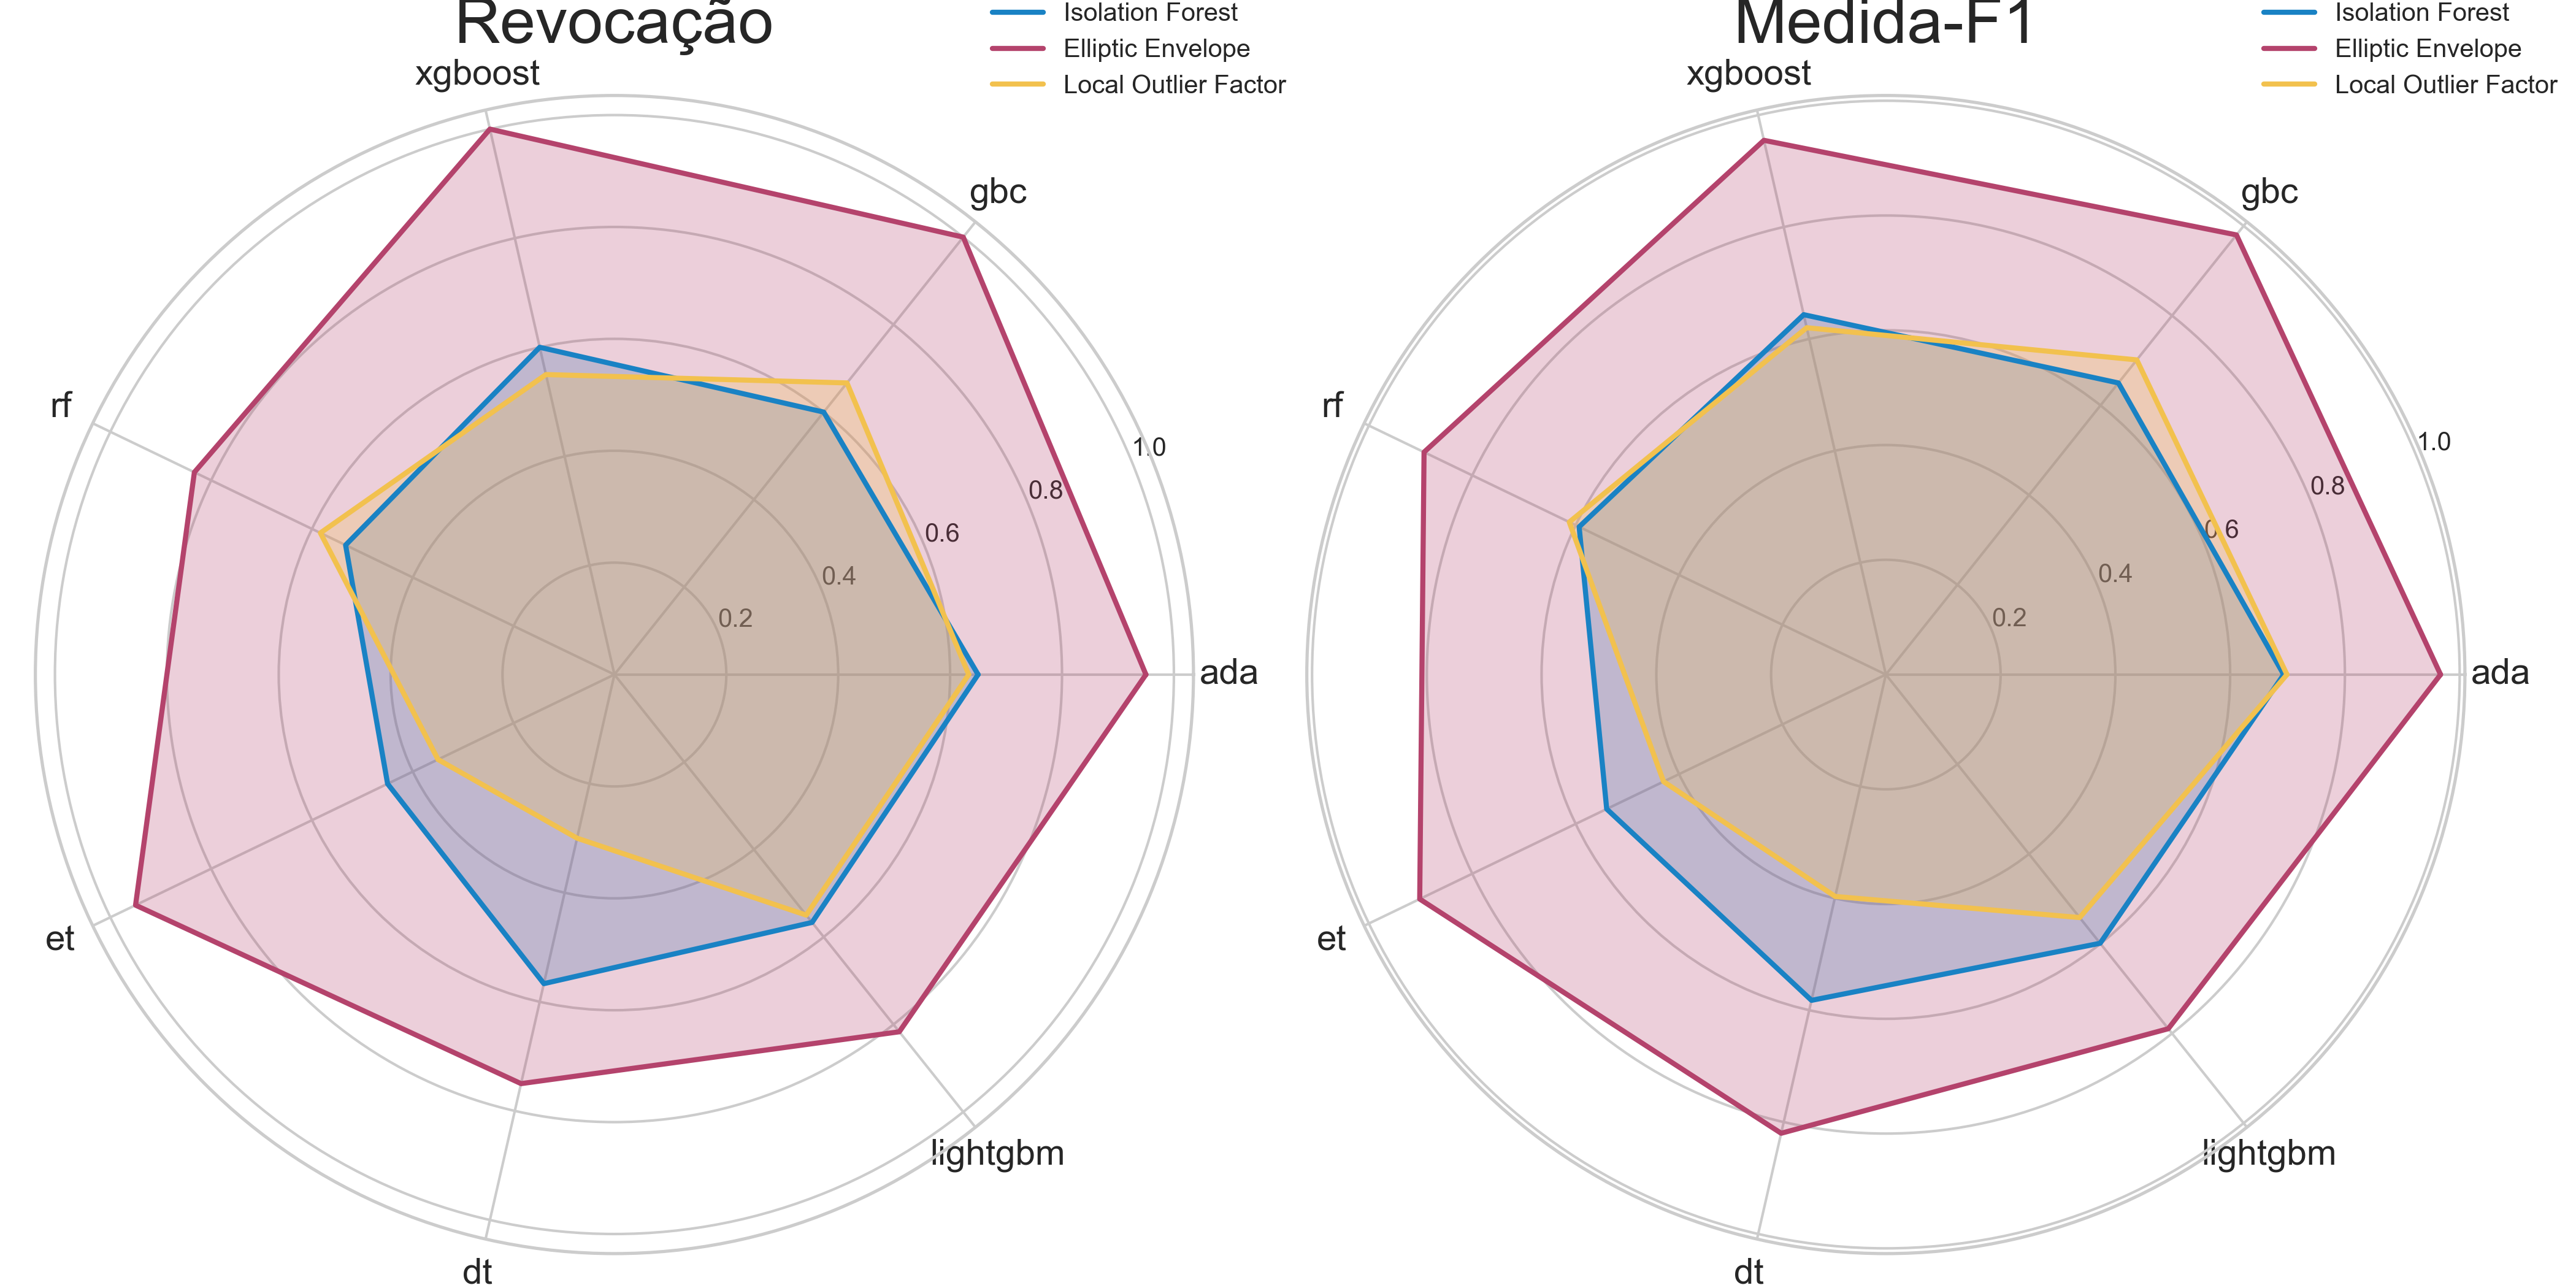 Revocação
Isolation Forest
Elliptic Envelope
Local Outlier Factor
xgboost
gbc
rf
1.0
0.8
0.6
0.4
0.2
ada
et
lightgbm
dt
Medida-F1
Isolation Forest
Elliptic Envelope
Local Outlier Factor
xgboost
gbc
rf
1.0
0.8
0.6
0.4
0.2
ada
et
lightgbm
dt